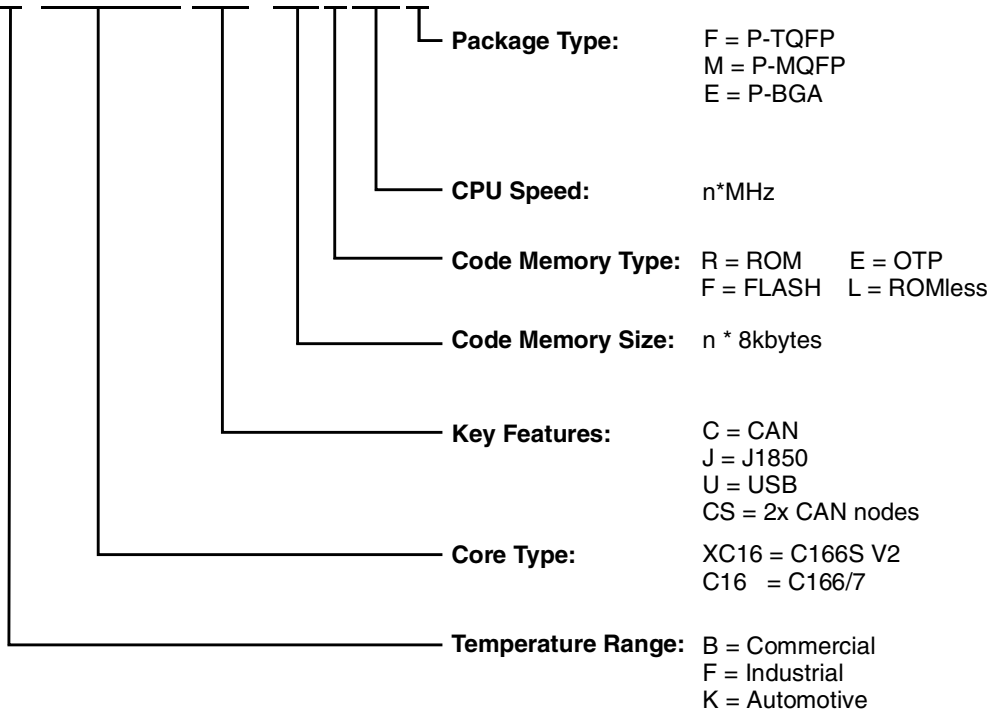 Package Type: F = P-TQFP
M = P-MQFP
E = P-BGA
CPU Speed: n*MHz
Code Memory Type: R = ROM E = OTP
F = FLASH L = ROMless
Code Memory Size: n * 8kbytes
Key Features: C = CAN
J = J1850
U = USB
CS = 2x CAN nodes
Core Type: XC16 = C166S V2
C16 = C166/7
Temperature Range: B = Commercial
F = Industrial
K = Automotive